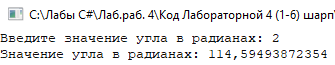 C:\Лабы C#\Лаб.раб. 4\Код Лабораторной 4 (1-6) шарп\
Введите значение угла в радианах: 2
Значение угла в радианах: 114,59493872354